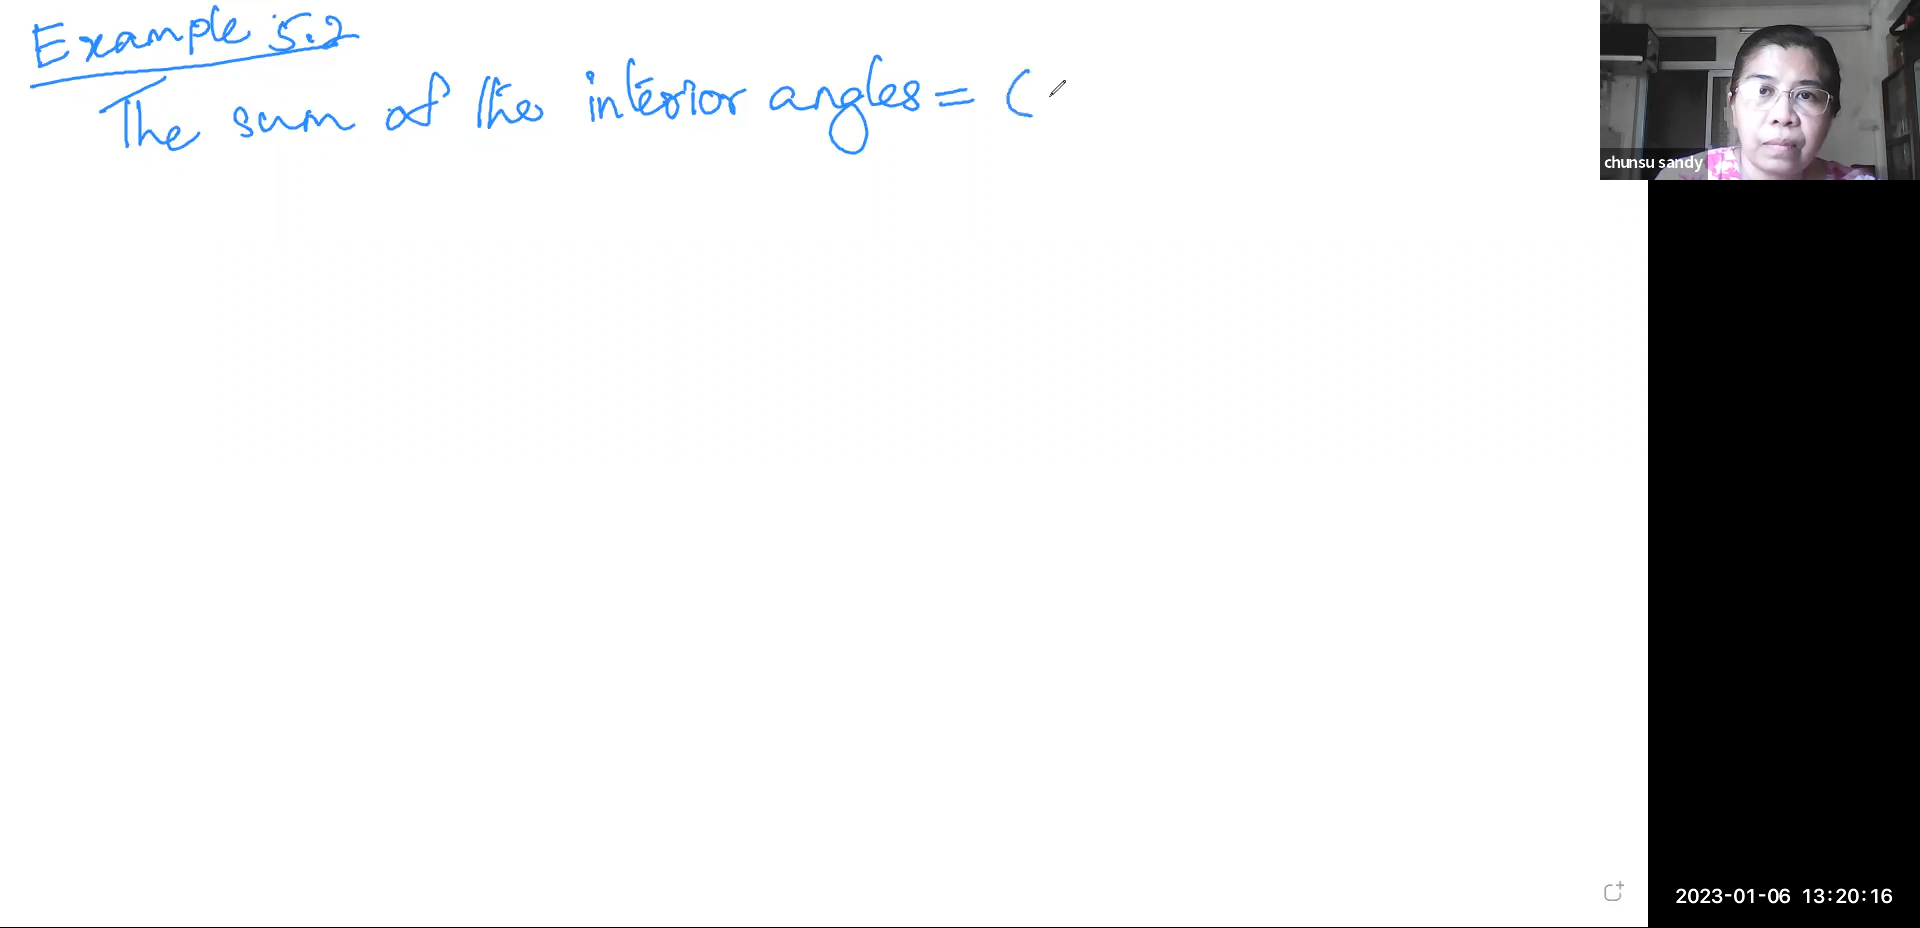 Example 5.2
The sum of the interior angles = (
chunsu sandy
2023-01-06 13:20:16